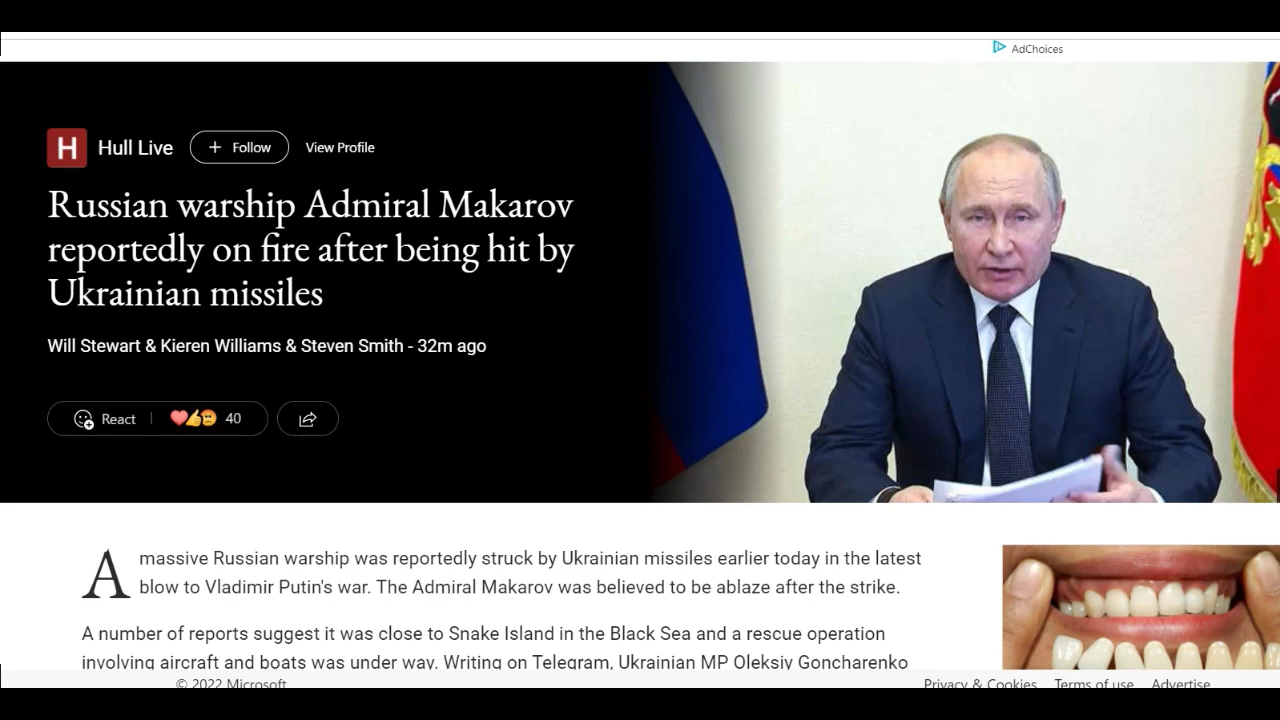 AdChoices
H Hull Live + Follow View Profile
Russian warship Admiral Makarov
reportedly on fire after being hit by
Ukrainian missiles
Will Stewart & Kieren Williams & Steven Smith - 32m ago
React 40
A massive Russian warship was reportedly struck by Ukrainian missiles earlier today in the latest
blow to Vladimir Putin's war. The Admiral Makarov was believed to be ablaze after the strike.
A number of reports suggest it was close to Snake Island in the Black Sea and a rescue operation
involving aircraft and boats was under way. Writing on Telegram, Ukrainian MP Oleksiy Goncharenko
© 2022 Microsoft Privacy & Cookies Terms of use Advertise